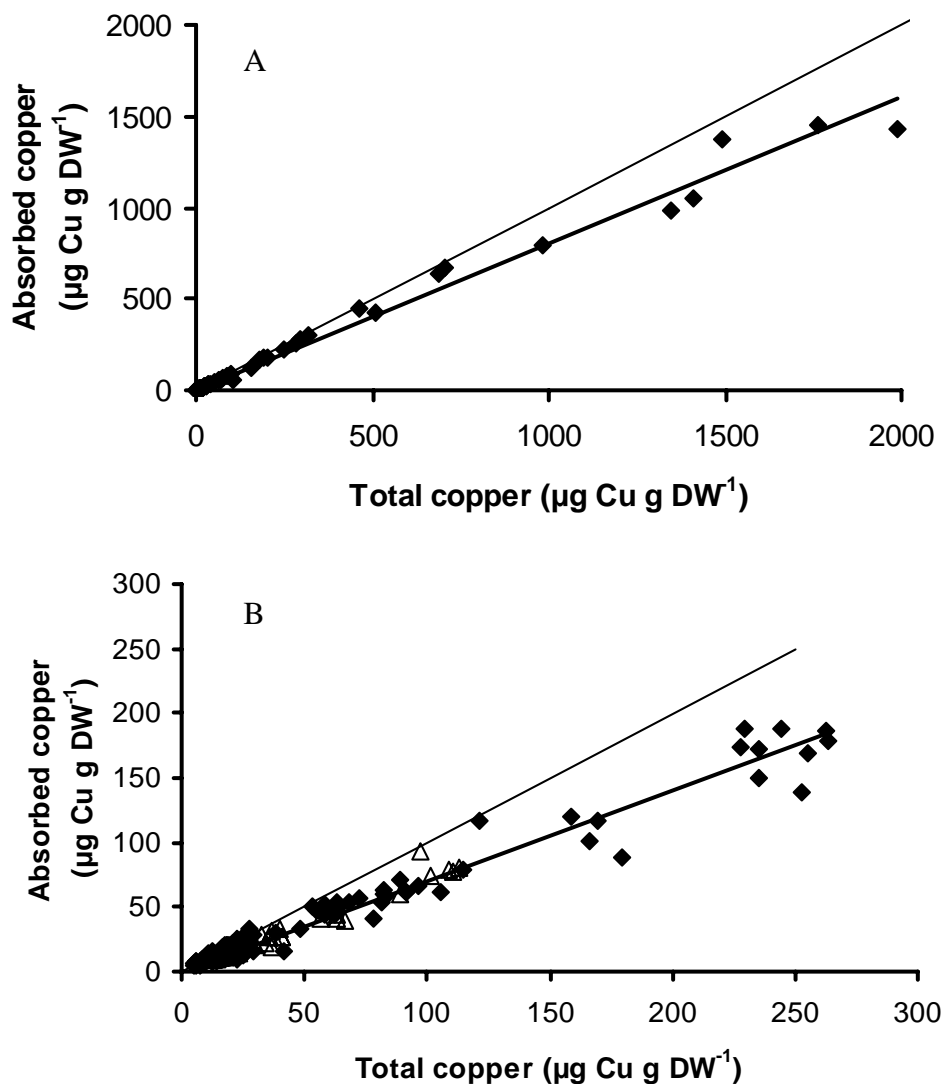 2000
A
1500
1000
500
0
0 500 1000 1500 2000
Absorbed copper
(µg Cu g DW⁻¹)
Total copper (µg Cu g DW⁻¹)
300
B
250
200
150
100
50
0
0 50 100 150 200 250 300
Absorbed copper
(µg Cu g DW⁻¹)
Total copper (µg Cu g DW⁻¹)